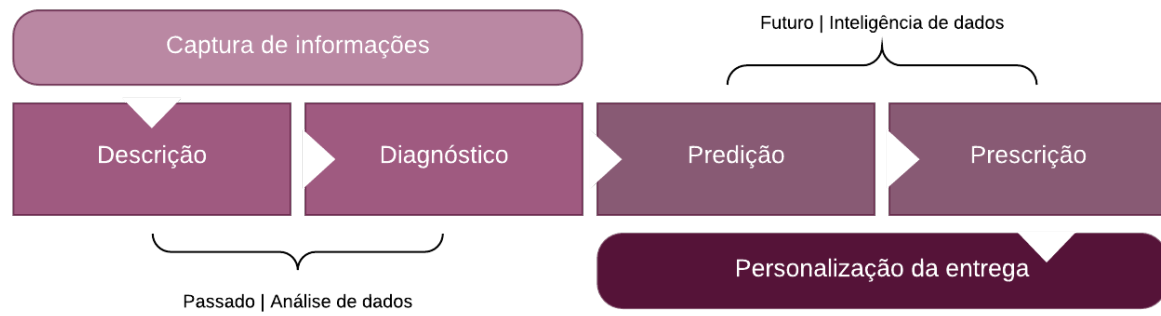 Futuro | Inteligência de dados
Captura de informações
Descrição
Diagnóstico
Predição
Prescrição
Personalização da entrega
Passado | Análise de dados